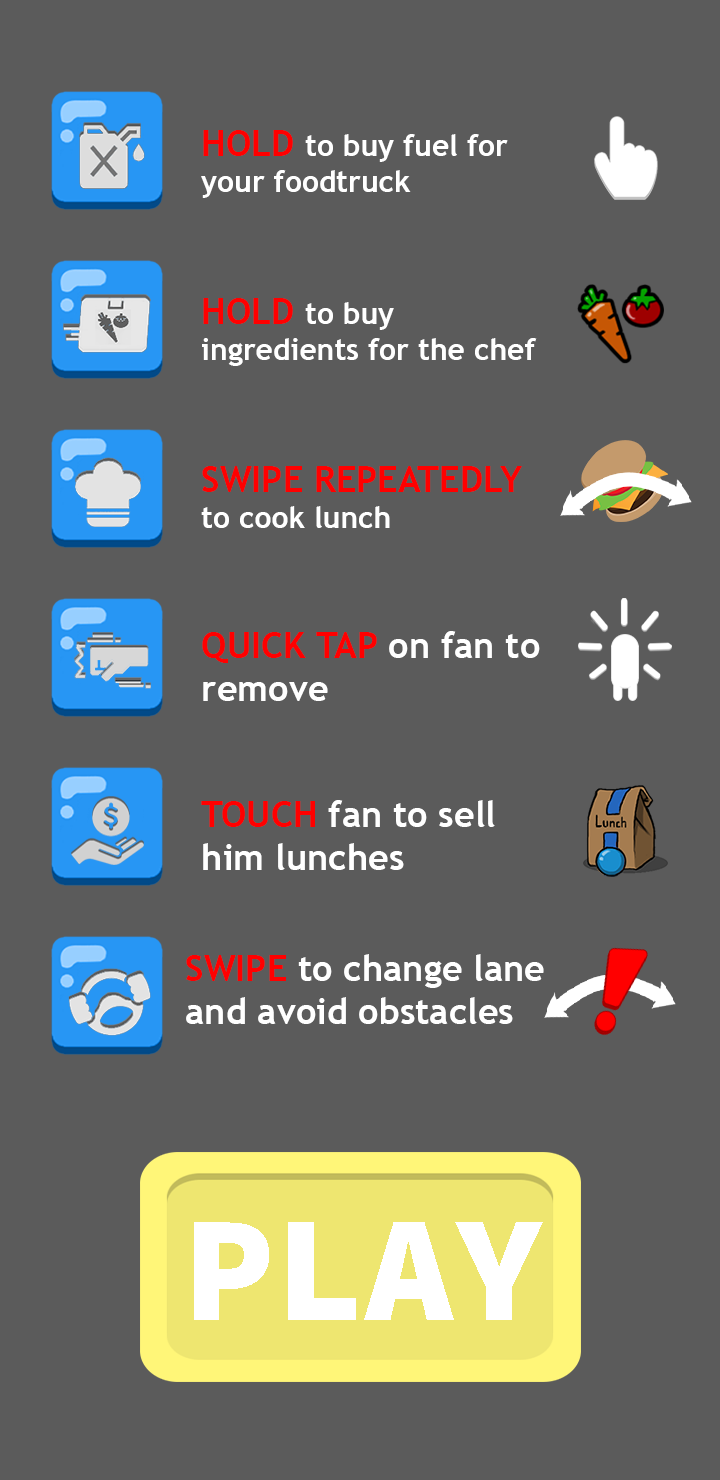 HOLD to buy fuel for
your foodtruck
HOLD to buy
ingredients for the chef
SWIPE REPEATEDLY
to cook lunch
QUICK TAP on fan to
remove
$
TOUCH fan to sell
him lunches
Lunch
SWIPE to change lane
and avoid obstacles
PLAY